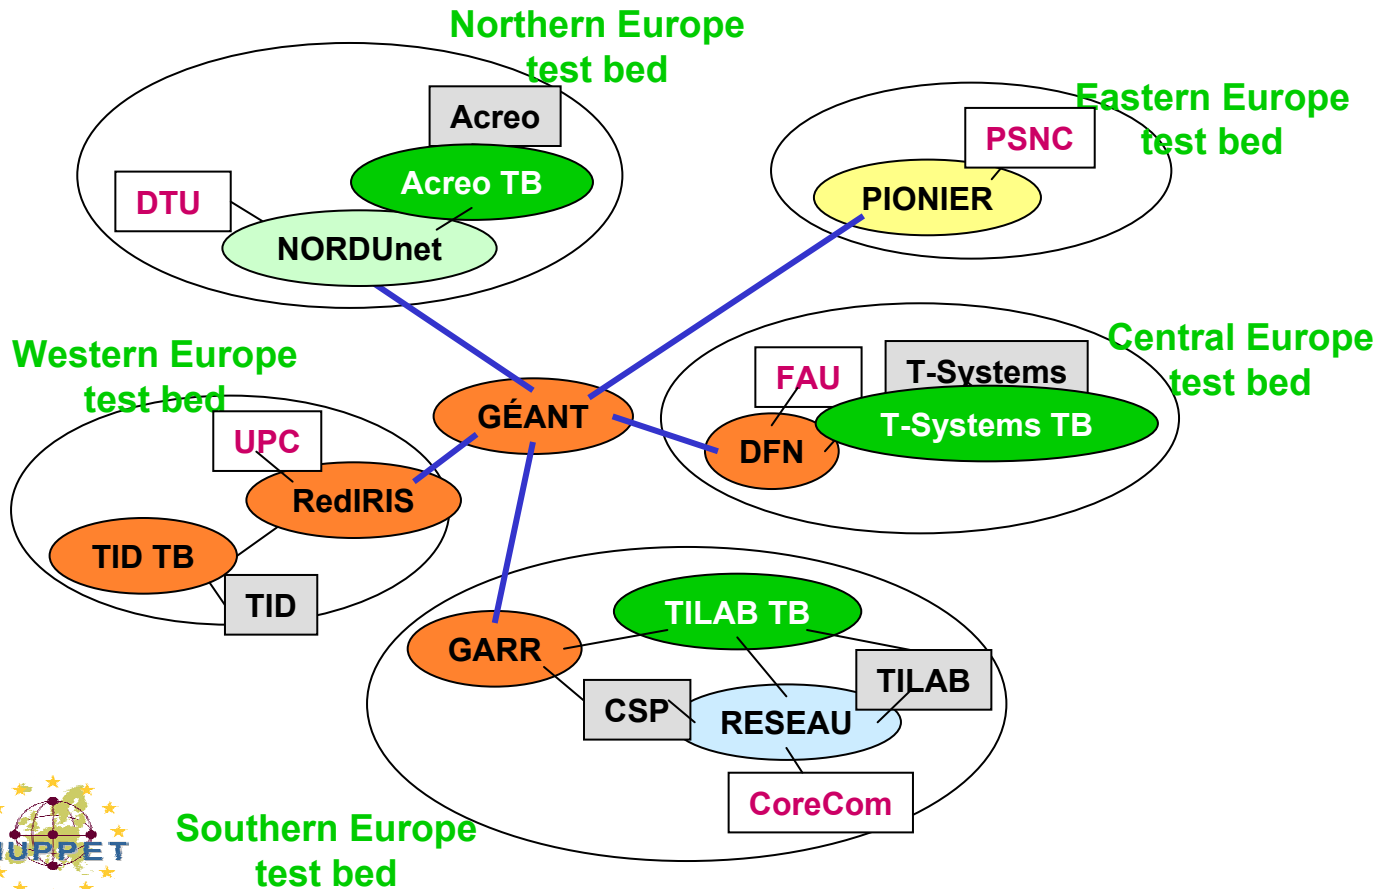 Northern Europe
test bed
Acreo
Eastern Europe
test bed
PSNC
Acreo TB
DTU
PIONIER
NORDUnet
Western Europe
test bed
Central Europe
test bed
T-Systems
FAU
GÉANT
T-Systems TB
UPC
DFN
RedIRIS
TID TB
TID
TILAB TB
GARR
TILAB
CSP
RESEAU
CoreCom
Southern Europe
test bed
MUPPET